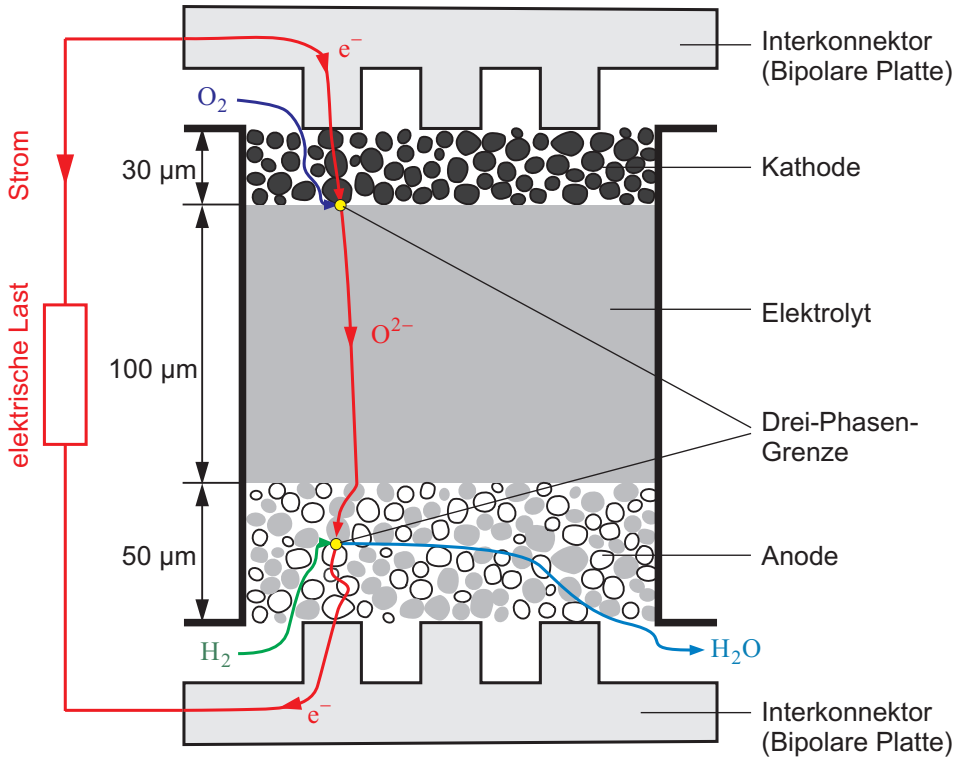 e⁻
Interkonnektor
(Bipolare Platte)
O₂
Strom
30 µm
Kathode
elektrische Last
Elektrolyt
O²⁻
100 µm
Drei-Phasen-
Grenze
50 µm
Anode
H₂
H₂O
e⁻
Interkonnektor
(Bipolare Platte)